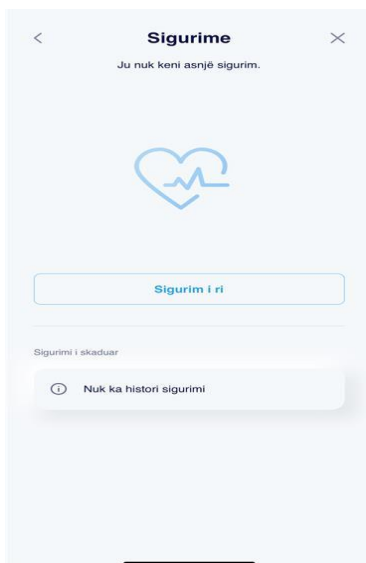 Sigurime
Ju nuk keni asnjë sigurim.
Sigurim i ri
Sigurimi i skaduar
Nuk ka histori sigurimi